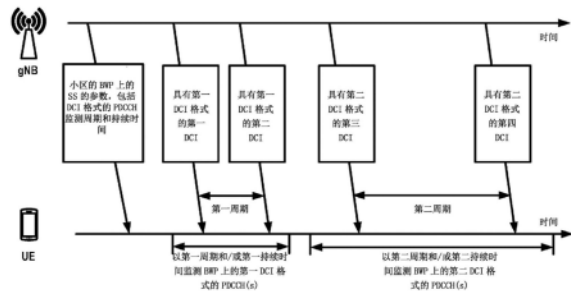 gNB
时间
小区的 BWP 上的
SS 的参数, 包括
DCI 格式的 PDCCH
监测周期和持续时
间
具有第一
DCI 格式
的第一
DCI
具有第一
DCI 格式
的第二
DCI
具有第二
DCI 格式
的第三
DCI
具有第二
DCI 格式
的第四
DCI
第一周期
第二周期
时间
UE
以第一周期和/或第一持续时
间监测 BWP 上的第一 DCI 格
式的 PDCCH(s)
以第二周期和/或第二持续时
间监测 BWP 上的第二 DCI 格
式的 PDCCH(s)